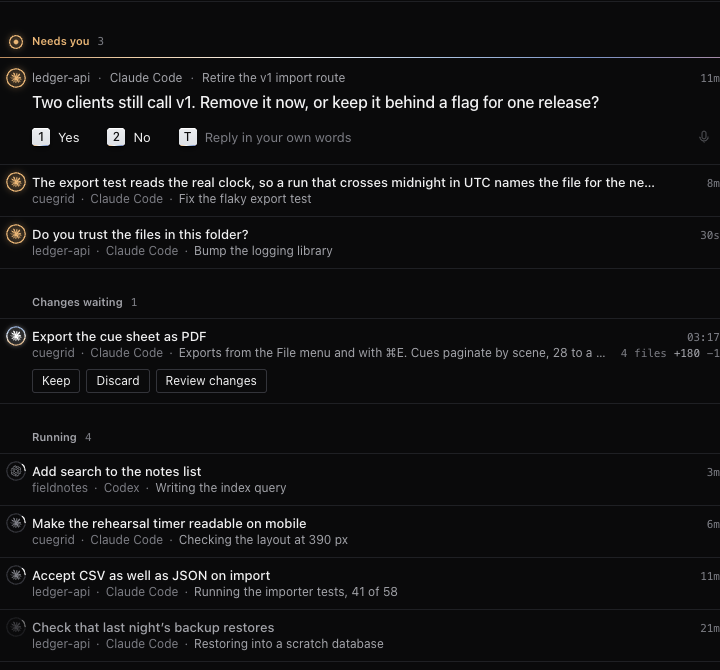 Needs you 3
ledger-api · Claude Code · Retire the v1 import route 11m
Two clients still call v1. Remove it now, or keep it behind a flag for one release?
1 Yes 2 No T Reply in your own words
The export test reads the real clock, so a run that crosses midnight in UTC names the file for the ne... 8m
cuegrid · Claude Code · Fix the flaky export test
Do you trust the files in this folder? 30s
ledger-api · Claude Code · Bump the logging library
Changes waiting 1
Export the cue sheet as PDF 03:17
cuegrid · Claude Code · Exports from the File menu and with ⌘E. Cues paginate by scene, 28 to a ... 4 files +180 −1
Keep Discard Review changes
Running 4
Add search to the notes list 3m
fieldnotes · Codex · Writing the index query
Make the rehearsal timer readable on mobile 6m
cuegrid · Claude Code · Checking the layout at 390 px
Accept CSV as well as JSON on import 11m
ledger-api · Claude Code · Running the importer tests, 41 of 58
Check that last night’s backup restores 21m
ledger-api · Claude Code · Restoring into a scratch database